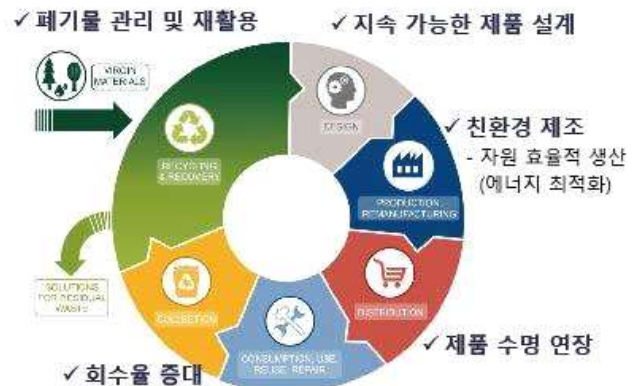 ✓ 폐기물 관리 및 재활용
✓ 지속 가능한 제품 설계
VIRGIN
MATERIALS
DESIGN
✓ 친환경 제조
- 자원 효율적 생산
(에너지 최적화)
RECYCLING
& RECOVERY
PRODUCTION,
REMANUFACTURING
SOLUTIONS
FOR RESIDUAL
WASTE
COLLECTION
DISTRIBUTION
CONSUMPTION, USE,
REUSE, REPAIR
✓ 제품 수명 연장
✓ 회수율 증대